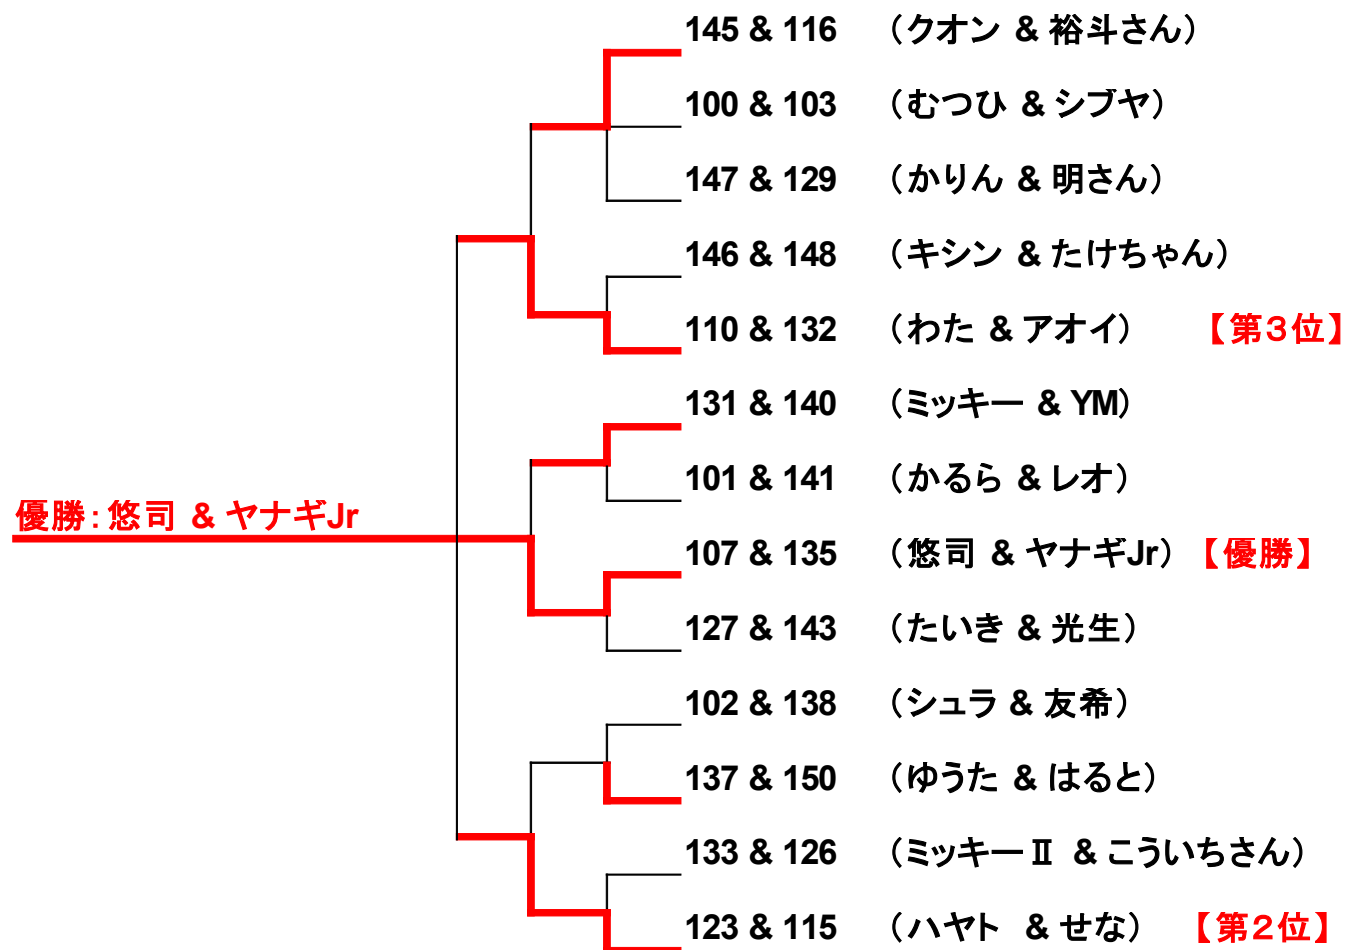 145 & 116 （クオン & 裕斗さん）
100 & 103 （むつひ & シブヤ）
147 & 129 （かりん & 明さん）
146 & 148 （キシン & たけちゃん）
110 & 132 （わた & アオイ） 【第３位】
131 & 140 （ミッキー & YM）
101 & 141 （かるら & レオ）
優勝：悠司 & ヤナギJr
107 & 135 （悠司 & ヤナギJr）【優勝】
127 & 143 （たいき & 光生）
102 & 138 （シュラ & 友希）
137 & 150 （ゆうた & はると）
133 & 126 （ミッキーⅡ & こういちさん）
123 & 115 （ハヤト & せな） 【第２位】